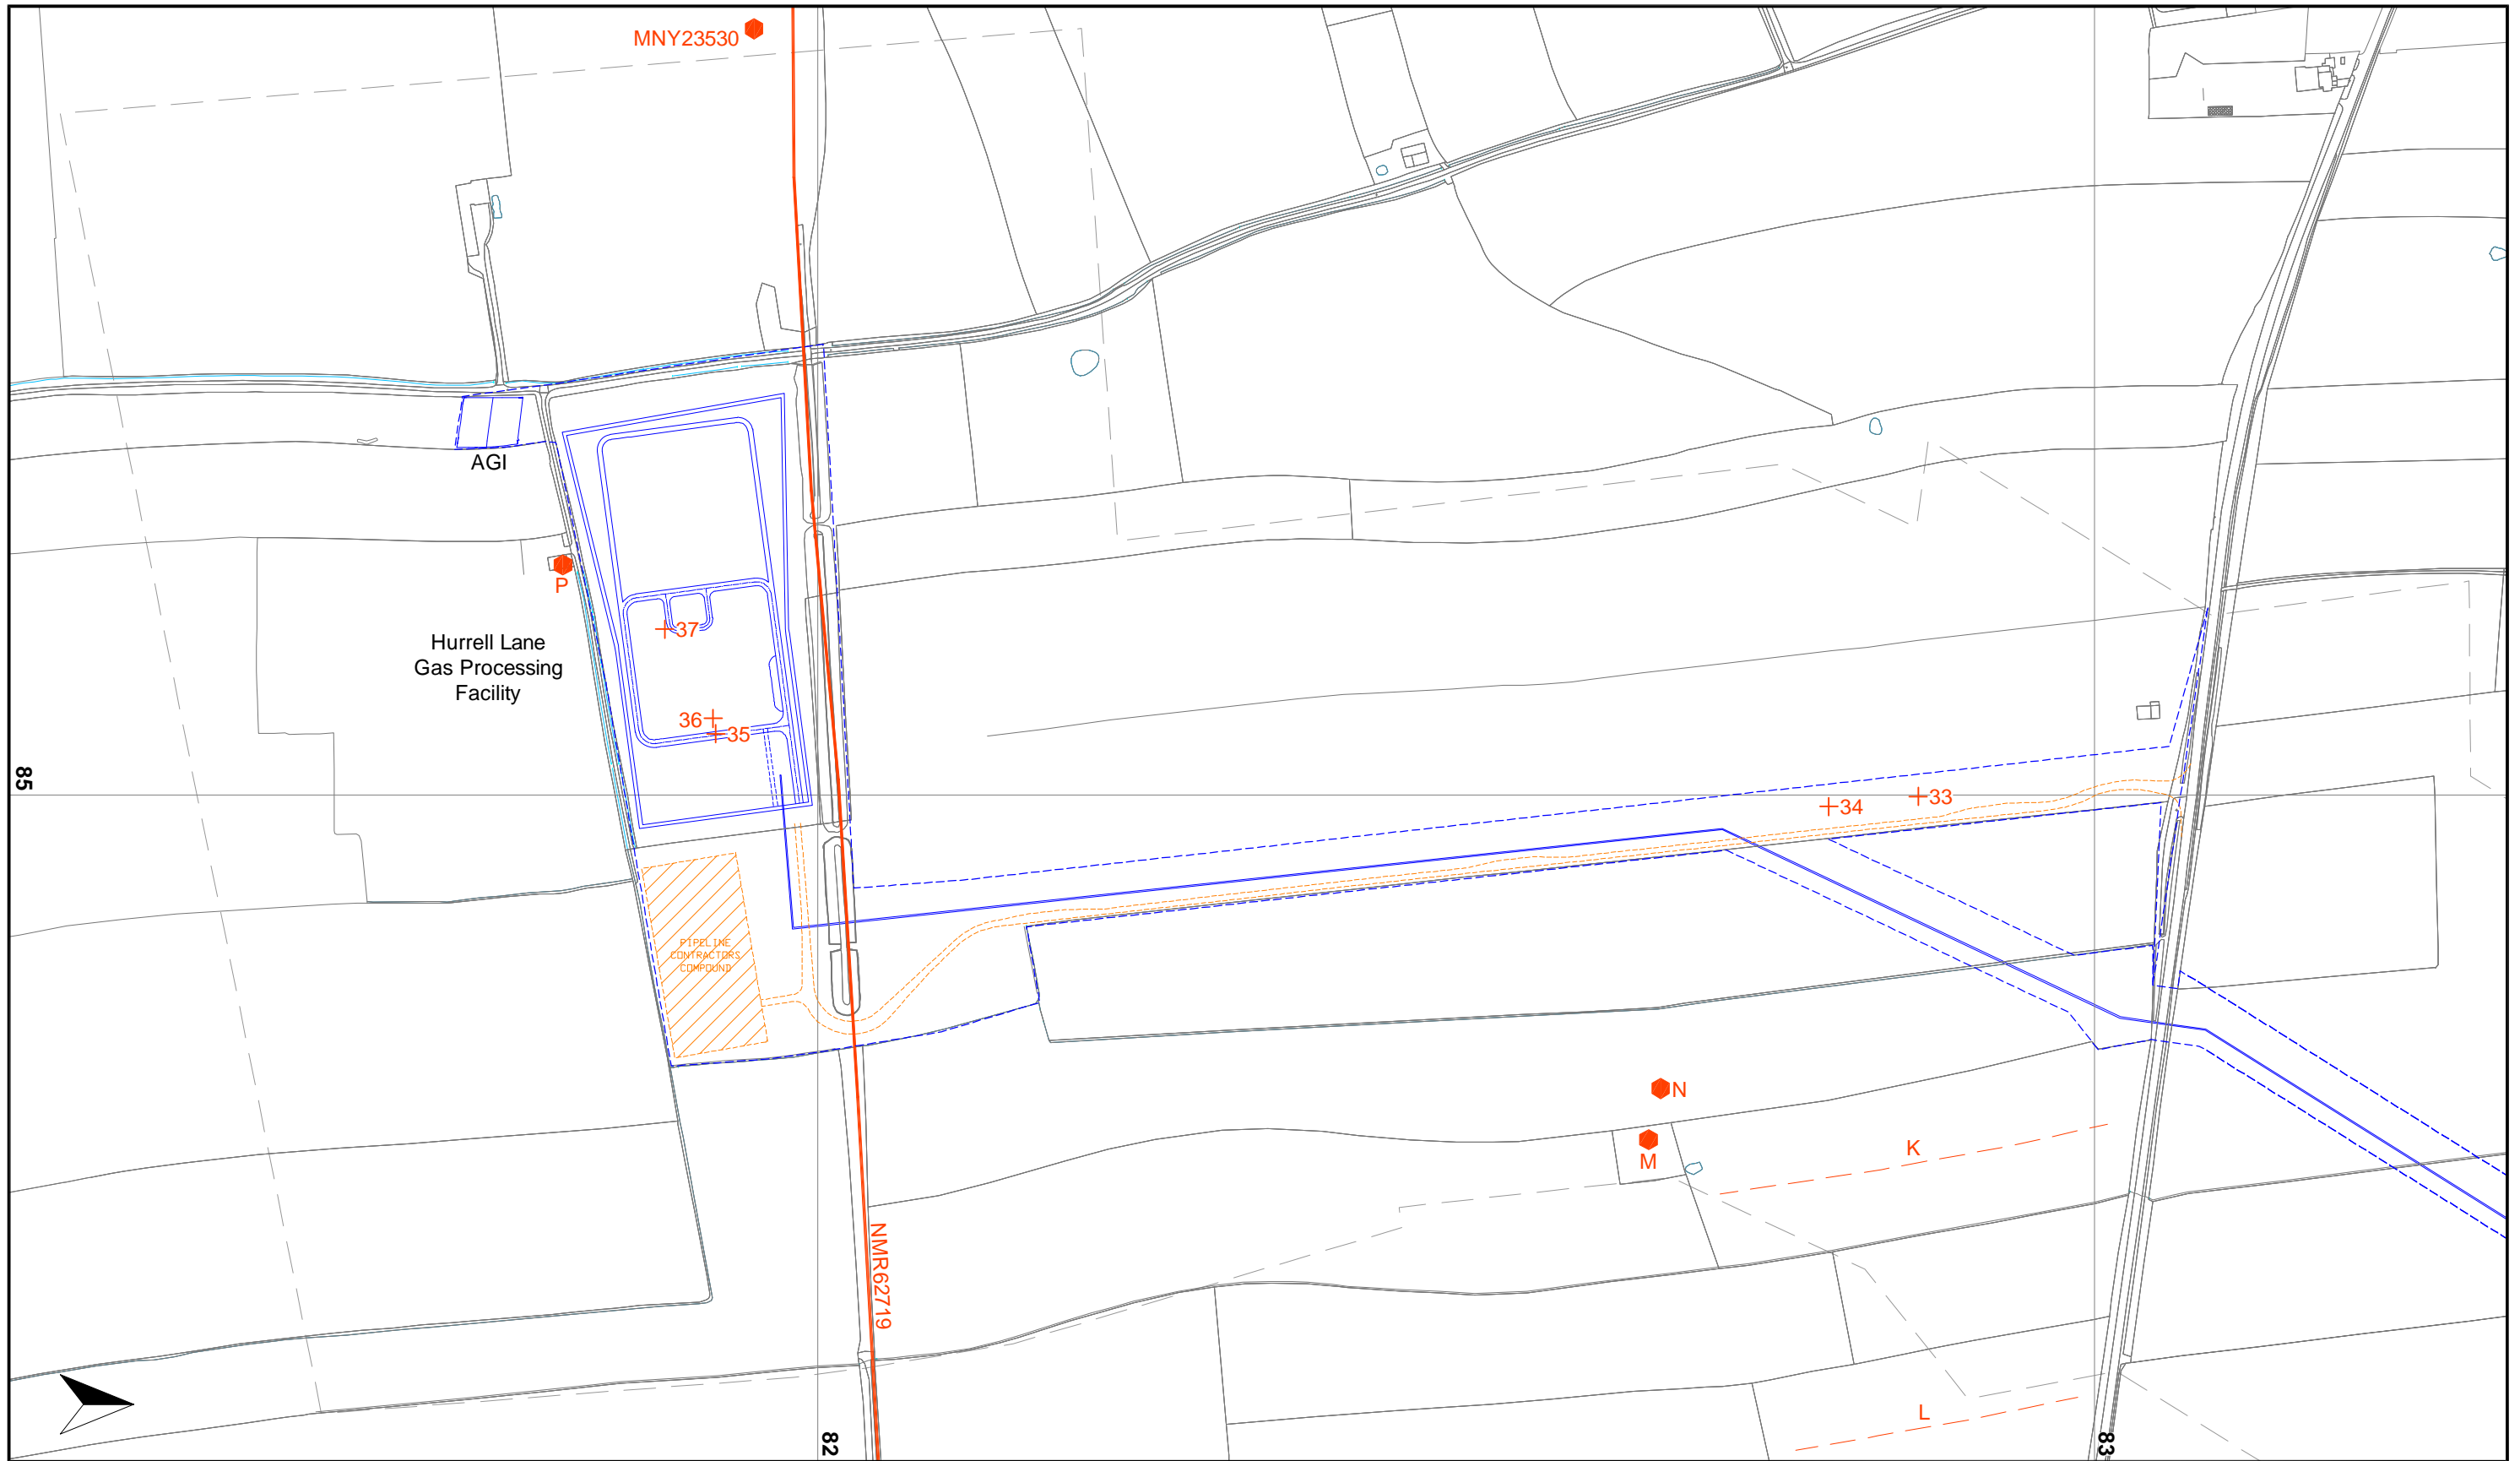 MNY23530
AGI
P
Hurrell Lane
Gas Processing
Facility
37
36
35
85
34
33
PIPELINE
CONTRACTORS
COMPOUND
N
M
K
NMR62719
L
82
83